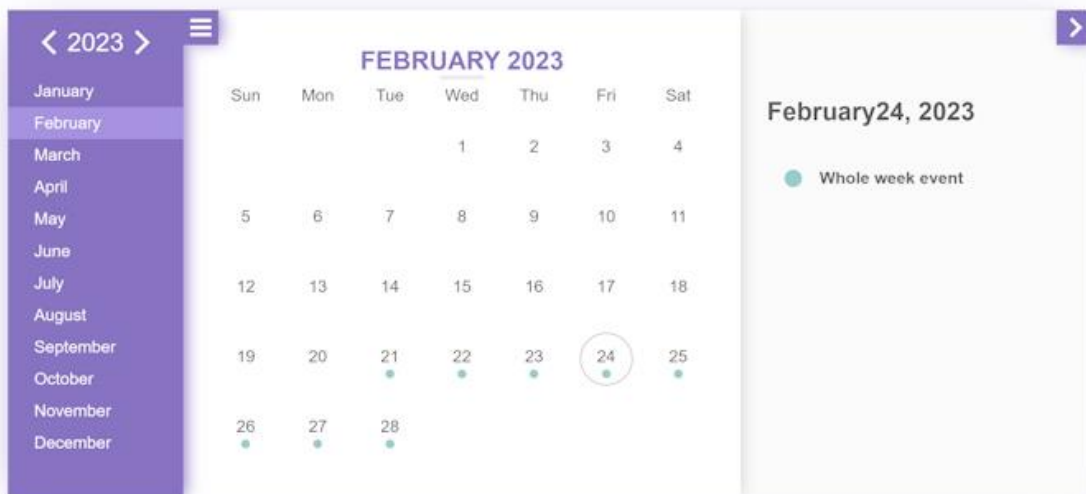 2023
January
February
March
April
May
June
July
August
September
October
November
December
FEBRUARY 2023
Sun Mon Tue Wed Thu Fri Sat
1 2 3 4
5 6 7 8 9 10 11
12 13 14 15 16 17 18
19 20 21 22 23 24 25
26 27 28
February24, 2023
Whole week event